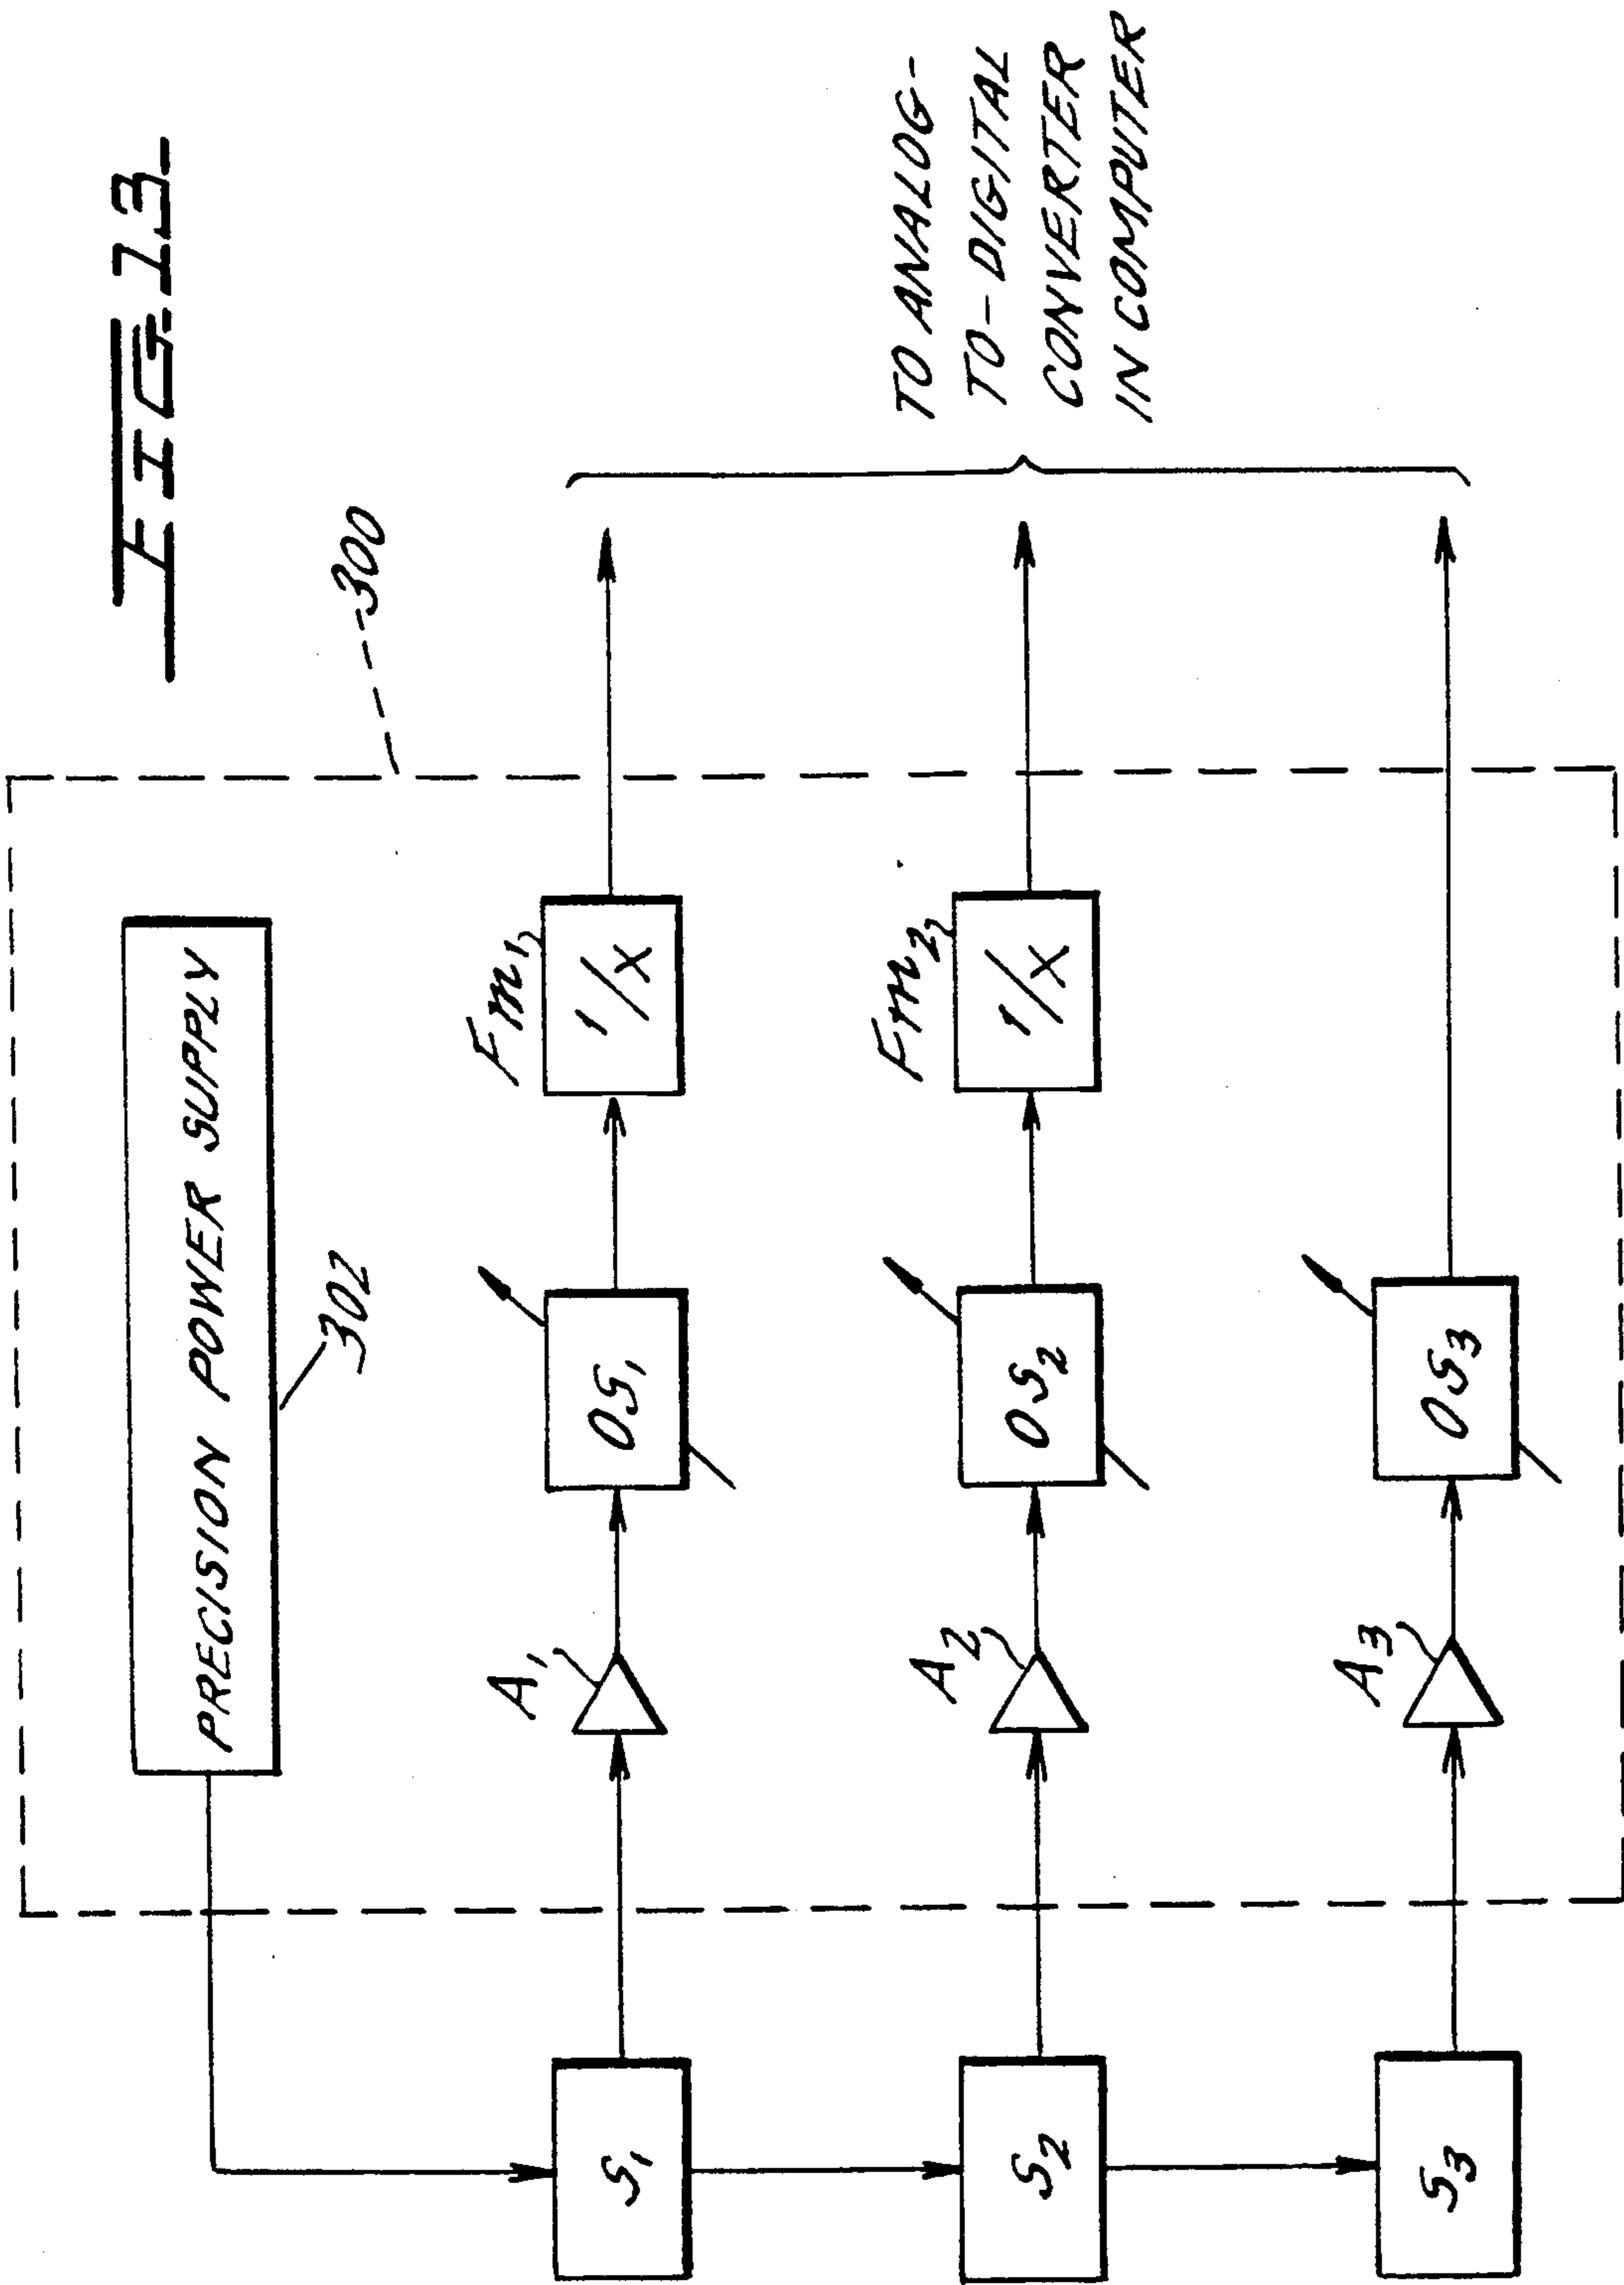 FIG. 13
300
PRECISION POWER SUPPLY
302
S1
A1
OS1
Fm1
1/X
S2
A2
OS2
Fm2
1/X
S3
A3
OS3
TO ANALOG-
TO-DIGITAL
CONVERTER
IN COMPUTER